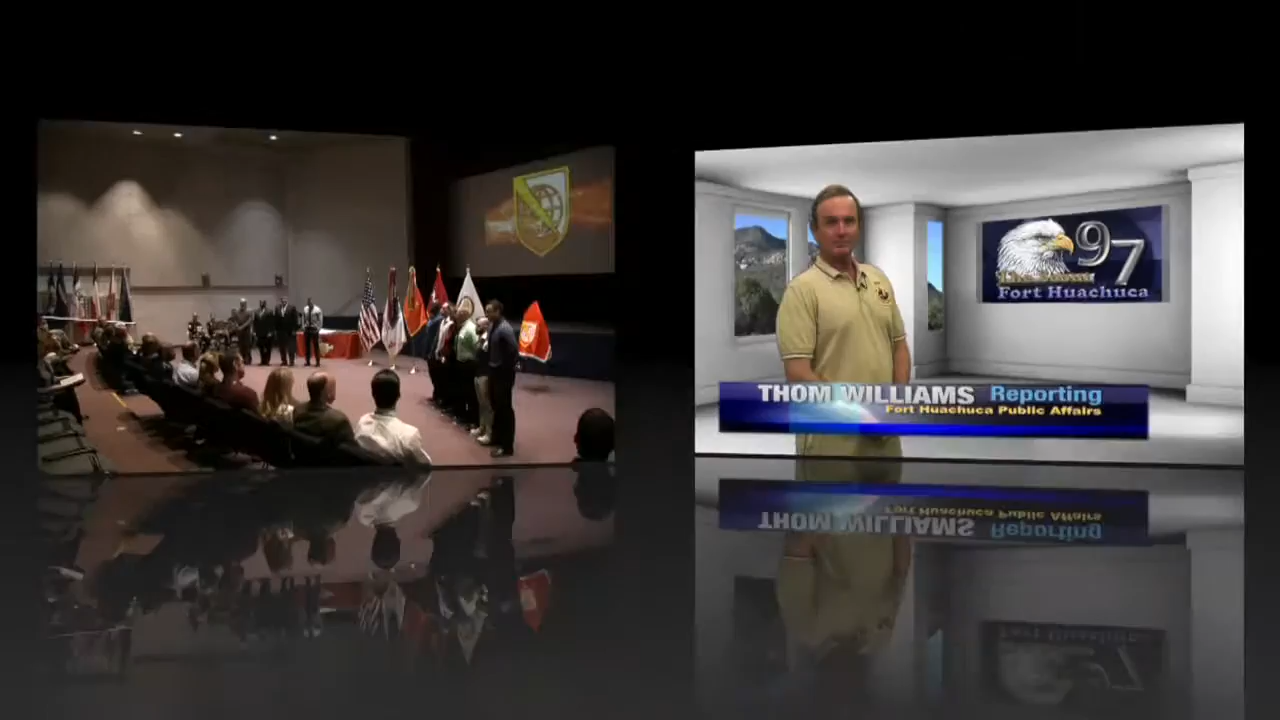 97
Fort Huachuca
THOM WILLIAMS Reporting
Fort Huachuca Public Affairs